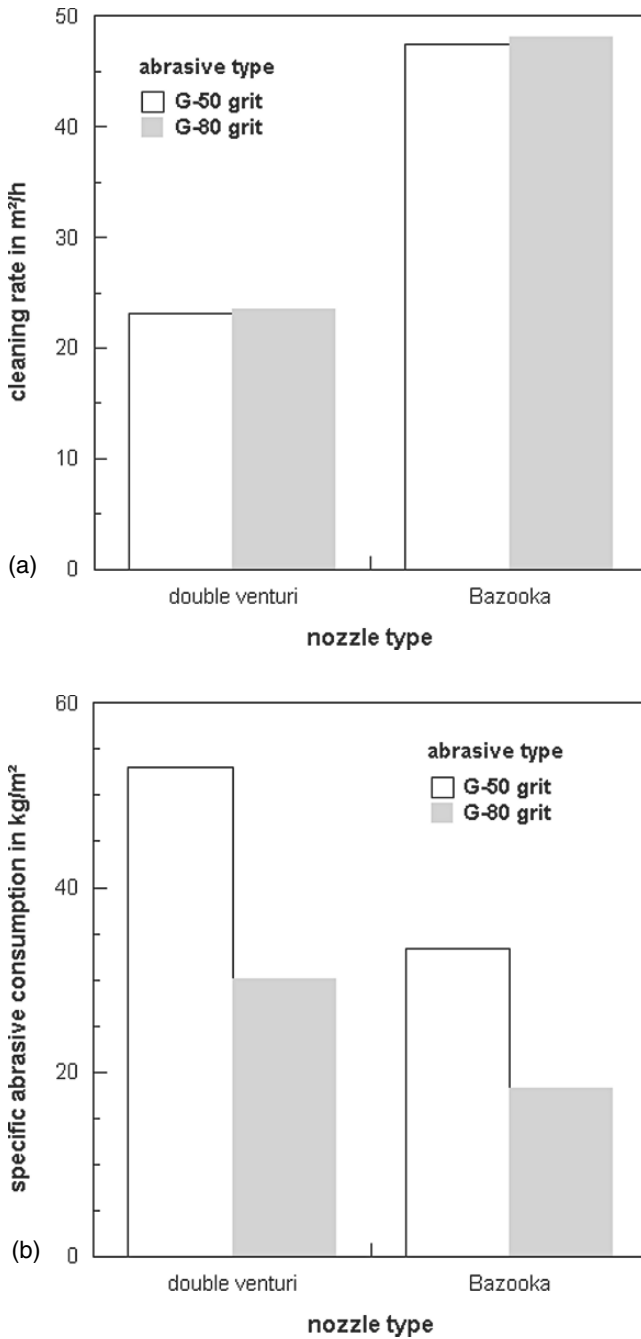 50
abrasive type
G-50 grit
G-80 grit
40
30
20
10
0
cleaning rate in m²/h
(a)
double venturi
Bazooka
nozzle type
60
abrasive type
G-50 grit
G-80 grit
40
20
0
specific abrasive consumption in kg/m²
(b)
double venturi
Bazooka
nozzle type